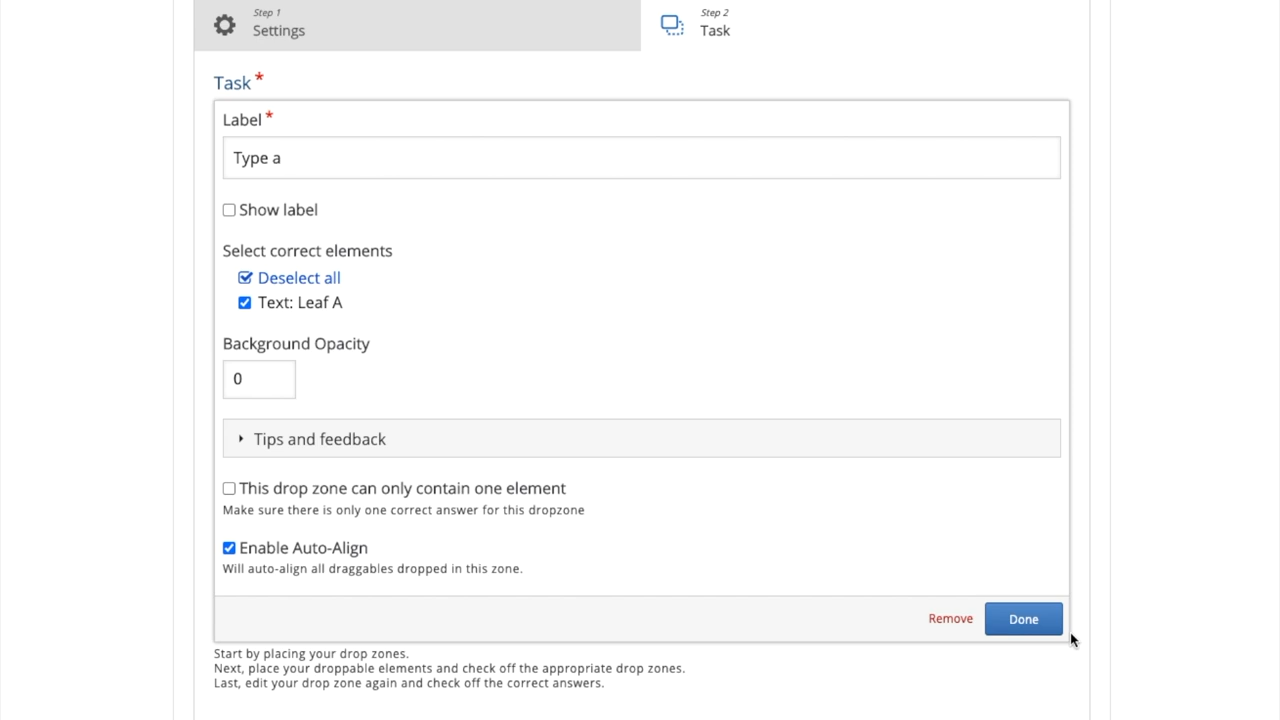 Step 1
Settings
Step 2
Task
Task *
Label *
Type a
Show label
Select correct elements
Deselect all
Text: Leaf A
Background Opacity
0
Tips and feedback
This drop zone can only contain one element
Make sure there is only one correct answer for this dropzone
Enable Auto-Align
Will auto-align all draggables dropped in this zone.
Remove
Done
Start by placing your drop zones.
Next, place your droppable elements and check off the appropriate drop zones.
Last, edit your drop zone again and check off the correct answers.